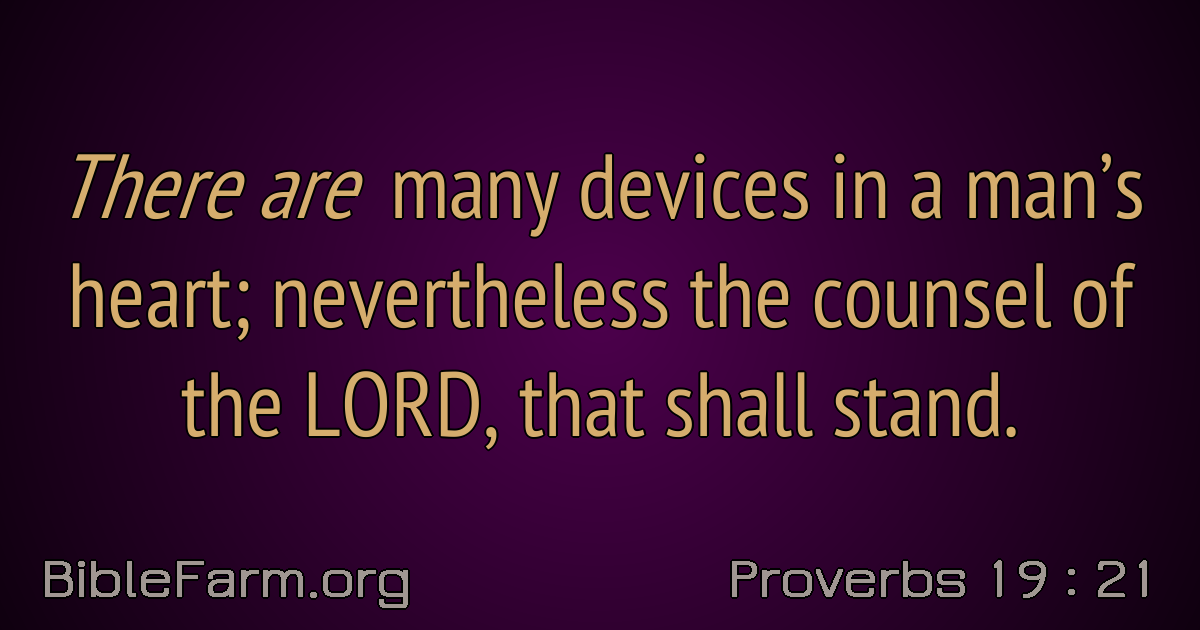 There are many devices in a man’s
heart; nevertheless the counsel of
the LORD, that shall stand.
BibleFarm.org
Proverbs 19 : 21